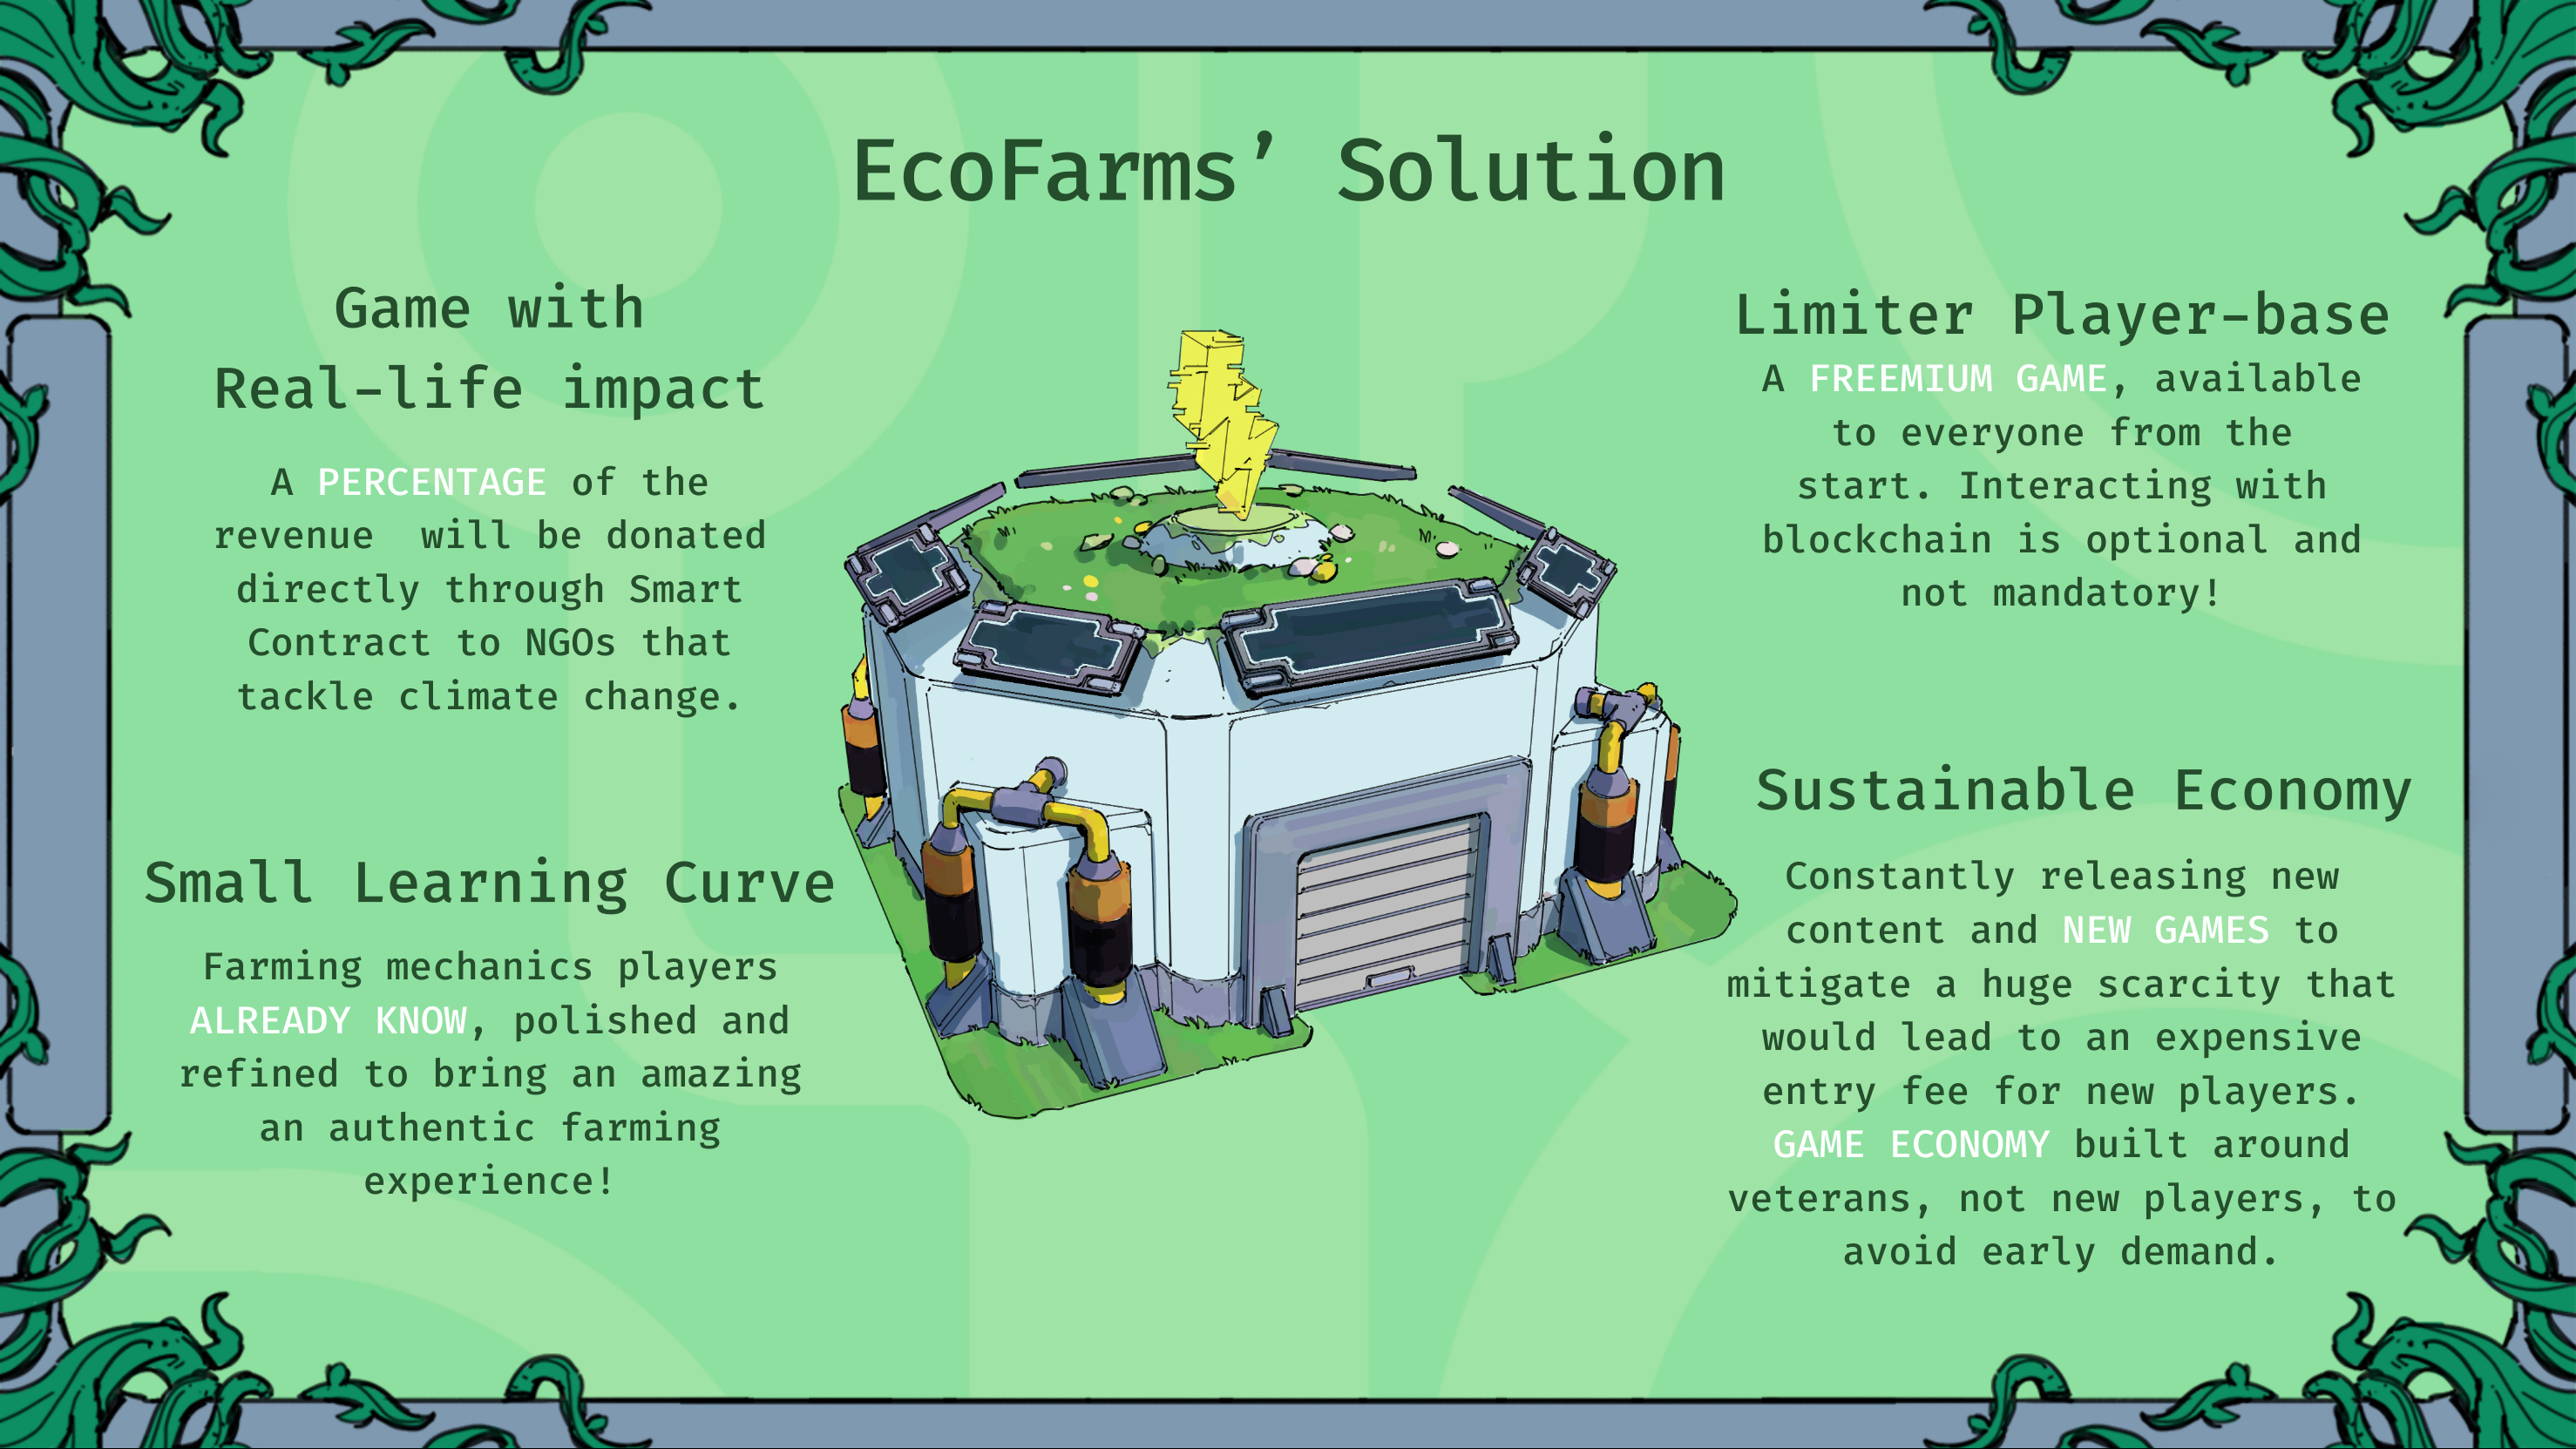 EcoFarms’ Solution
Game with
Real-life impact
A PERCENTAGE of the
revenue  will be donated
directly through Smart
Contract to NGOs that
tackle climate change.
Small Learning Curve
Farming mechanics players
ALREADY KNOW, polished and
refined to bring an amazing
an authentic farming
experience!
Limiter Player-base
A FREEMIUM GAME, available
to everyone from the
start. Interacting with
blockchain is optional and
not mandatory!
Sustainable Economy
Constantly releasing new
content and NEW GAMES to
mitigate a huge scarcity that
would lead to an expensive
entry fee for new players.
GAME ECONOMY built around
veterans, not new players, to
avoid early demand.